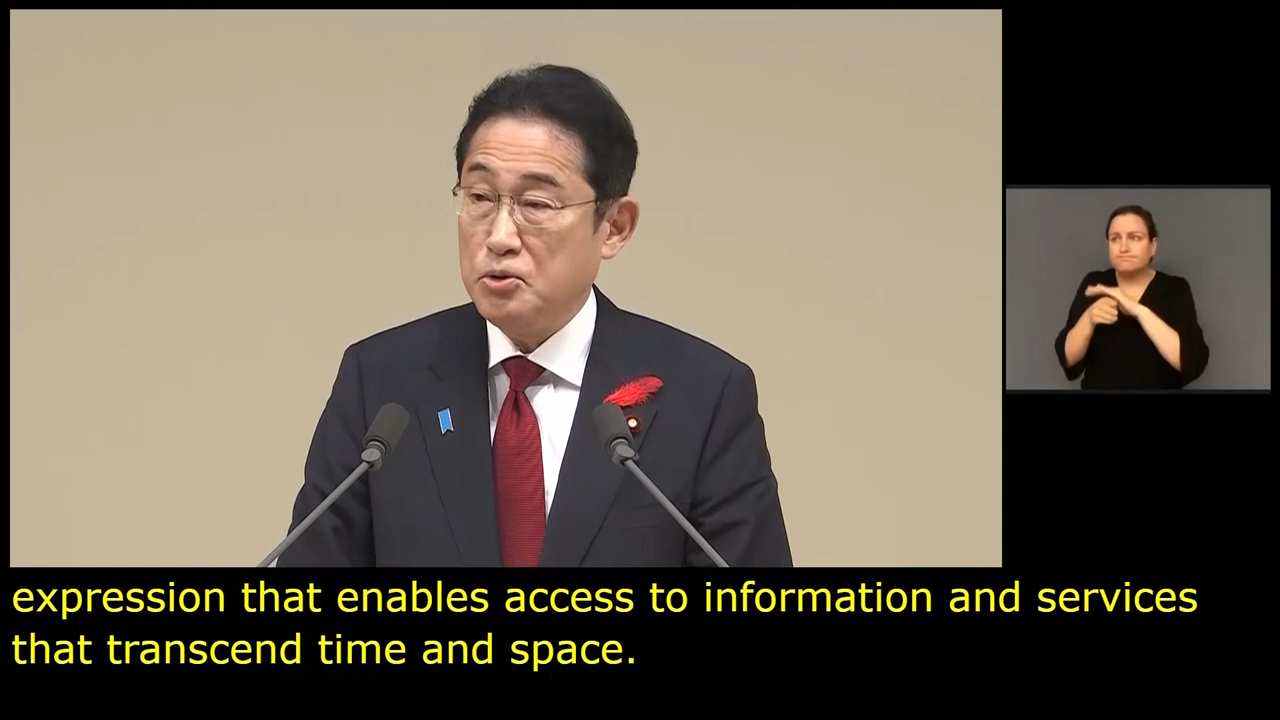 expression that enables access to information and services
that transcend time and space.